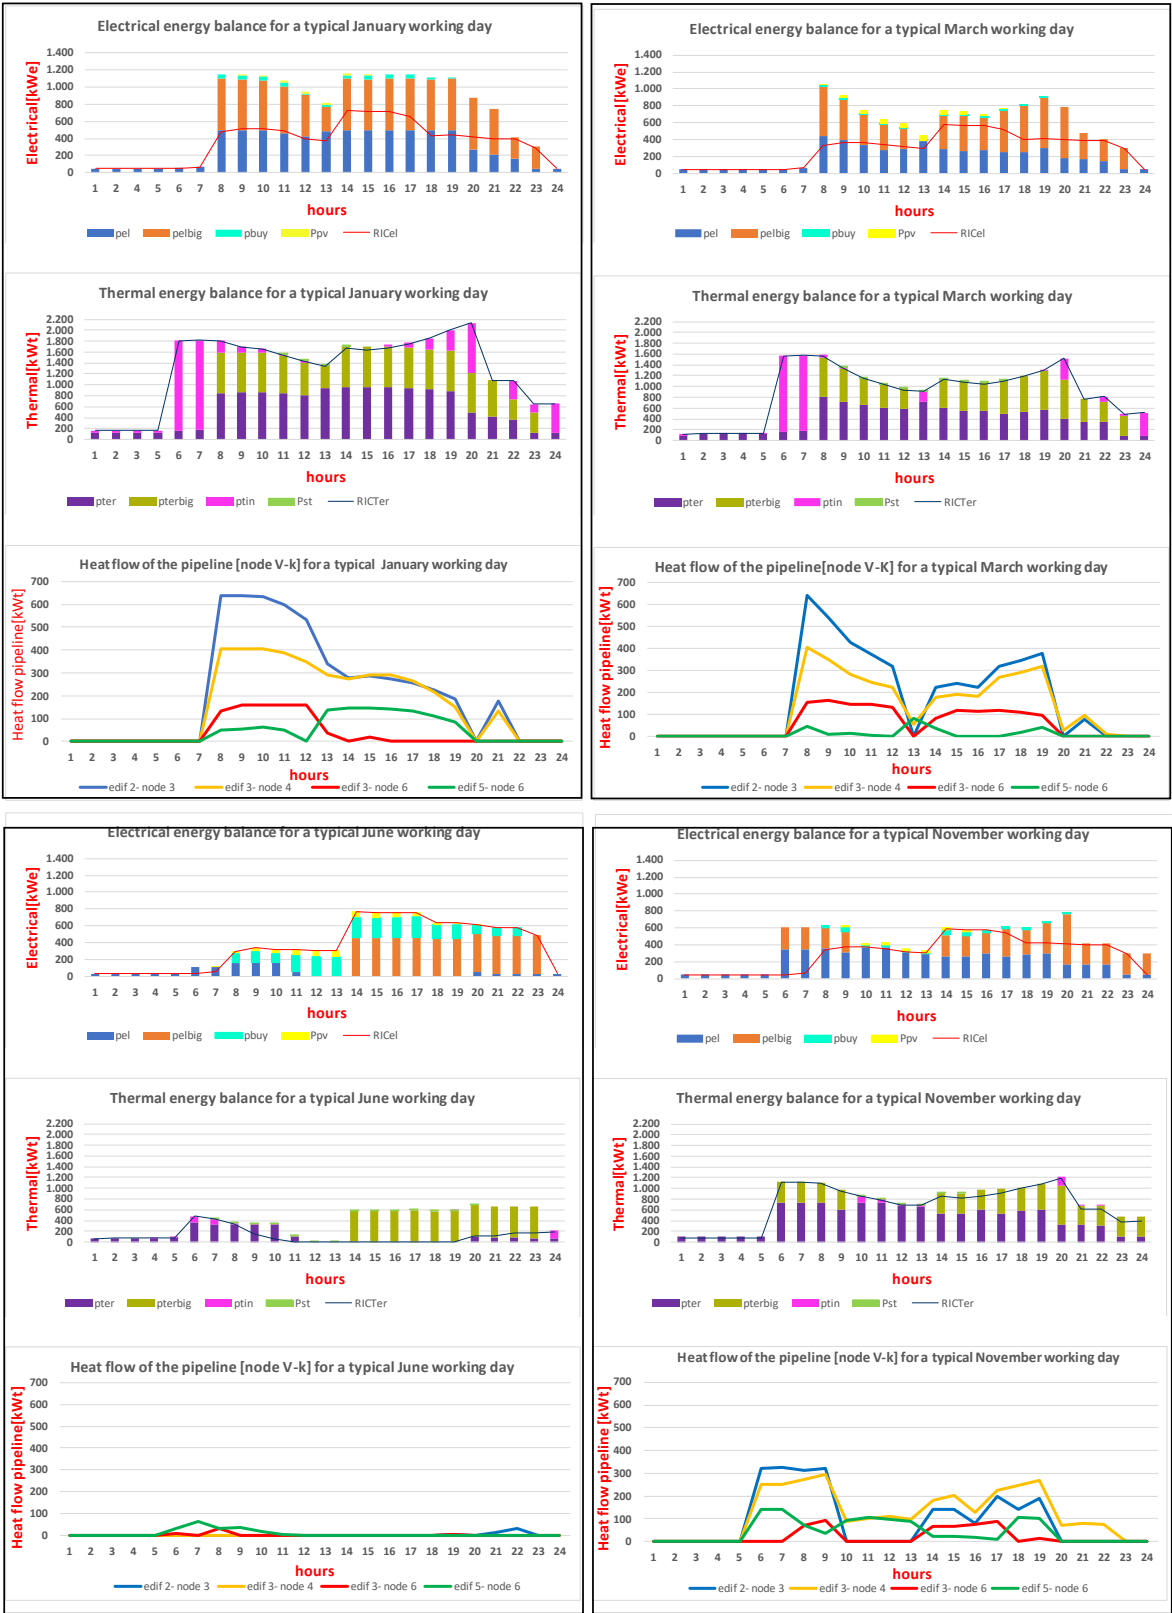 Electrical energy balance for a typical January working day
Electrical[kWe]
1.400
1.200
1.000
800
600
400
200
0
1 2 3 4 5 6 7 8 9 10 11 12 13 14 15 16 17 18 19 20 21 22 23 24
hours
pel pelbig pbuy Ppv RICel
Thermal energy balance for a typical January working day
Thermal[kWt]
2.200
2.000
1.800
1.600
1.400
1.200
1.000
800
600
400
200
0
1 2 3 4 5 6 7 8 9 10 11 12 13 14 15 16 17 18 19 20 21 22 23 24
hours
pter pterbig ptin Pst RICTer
Heat flow of the pipeline [node V-k] for a typical January working day
Heat flow pipeline[kWt]
700
600
500
400
300
200
100
0
1 2 3 4 5 6 7 8 9 10 11 12 13 14 15 16 17 18 19 20 21 22 23 24
hours
edif 2- node 3 edif 3- node 4 edif 3- node 6 edif 5- node 6
Electrical energy balance for a typical March working day
Electrical[kWe]
1.400
1.200
1.000
800
600
400
200
0
1 2 3 4 5 6 7 8 9 10 11 12 13 14 15 16 17 18 19 20 21 22 23 24
hours
pel pelbig pbuy Ppv RICel
Thermal energy balance for a typical March working day
Thermal[kWt]
2.200
2.000
1.800
1.600
1.400
1.200
1.000
800
600
400
200
0
1 2 3 4 5 6 7 8 9 10 11 12 13 14 15 16 17 18 19 20 21 22 23 24
hours
pter pterbig ptin Pst RICTer
Heat flow of the pipeline[node V-K] for a typical March working day
Heat flow pipeline[kWt]
700
600
500
400
300
200
100
0
1 2 3 4 5 6 7 8 9 10 11 12 13 14 15 16 17 18 19 20 21 22 23 24
hours
edif 2- node 3 edif 3- node 4 edif 3- node 6 edif 5- node 6
Electrical energy balance for a typical June working day
Electrical[kWe]
1.400
1.200
1.000
800
600
400
200
0
1 2 3 4 5 6 7 8 9 10 11 12 13 14 15 16 17 18 19 20 21 22 23 24
hours
pel pelbig pbuy Ppv RICel
Thermal energy balance for a typical June working day
Thermal[kWt]
2.200
2.000
1.800
1.600
1.400
1.200
1.000
800
600
400
200
0
1 2 3 4 5 6 7 8 9 10 11 12 13 14 15 16 17 18 19 20 21 22 23 24
hours
pter pterbig ptin Pst RICTer
Heat flow of the pipeline [node V-k] for a typical June working day
Heat flow pipeline[kWt]
700
600
500
400
300
200
100
0
1 2 3 4 5 6 7 8 9 10 11 12 13 14 15 16 17 18 19 20 21 22 23 24
hours
edif 2- node 3 edif 3- node 4 edif 3- node 6 edif 5- node 6
Electrical energy balance for a typical November working day
Electrical[kWe]
1.400
1.200
1.000
800
600
400
200
0
1 2 3 4 5 6 7 8 9 10 11 12 13 14 15 16 17 18 19 20 21 22 23 24
hours
pel pelbig pbuy Ppv RICel
Thermal energy balance for a typical November working day
Thermal[kWt]
2.200
2.000
1.800
1.600
1.400
1.200
1.000
800
600
400
200
0
1 2 3 4 5 6 7 8 9 10 11 12 13 14 15 16 17 18 19 20 21 22 23 24
hours
pter pterbig ptin Pst RICTer
Heat flow of the pipeline [node V-k] for a typical November working day
Heat flow pipeline [kWt]
700
600
500
400
300
200
100
0
1 2 3 4 5 6 7 8 9 10 11 12 13 14 15 16 17 18 19 20 21 22 23 24
hours
edif 2- node 3 edif 3- node 4 edif 3- node 6 edif 5- node 6